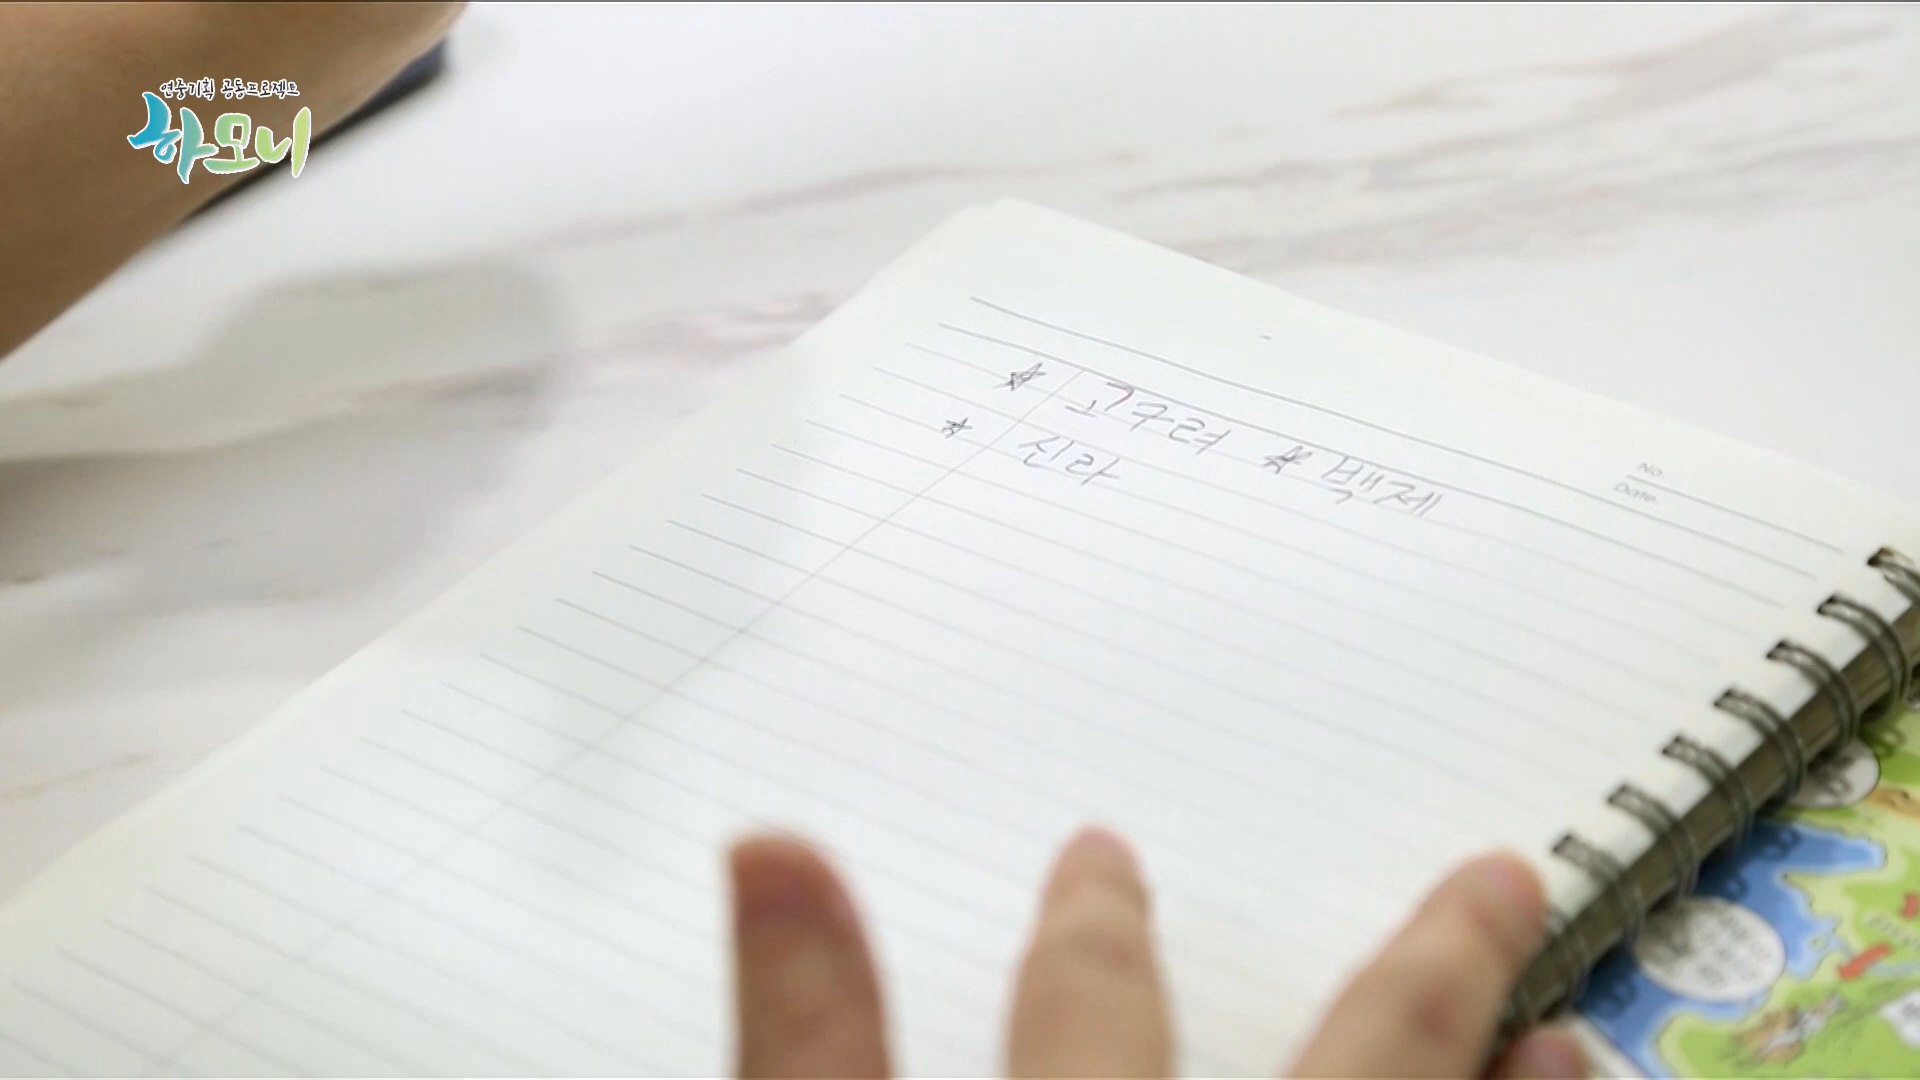 연중기획 공동프로젝트
하모니
No.
Date.
☆ 고구려 ☆ 백제
☆ 신라